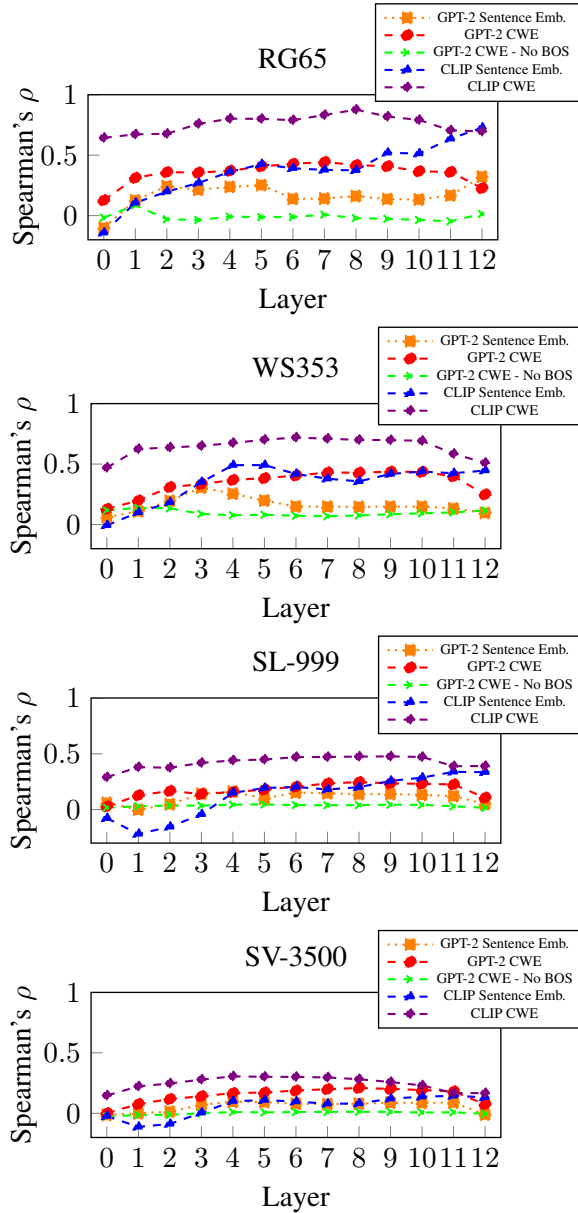 GPT-2 Sentence Emb.
GPT-2 CWE
GPT-2 CWE - No BOS
CLIP Sentence Emb.
CLIP CWE
RG65
1
0.5
0
Spearman's ρ
0 1 2 3 4 5 6 7 8 9 10 11 12
Layer
GPT-2 Sentence Emb.
GPT-2 CWE
GPT-2 CWE - No BOS
CLIP Sentence Emb.
CLIP CWE
WS353
1
0.5
0
Spearman's ρ
0 1 2 3 4 5 6 7 8 9 10 11 12
Layer
GPT-2 Sentence Emb.
GPT-2 CWE
GPT-2 CWE - No BOS
CLIP Sentence Emb.
CLIP CWE
SL-999
1
0.5
0
Spearman's ρ
0 1 2 3 4 5 6 7 8 9 10 11 12
Layer
GPT-2 Sentence Emb.
GPT-2 CWE
GPT-2 CWE - No BOS
CLIP Sentence Emb.
CLIP CWE
SV-3500
1
0.5
0
Spearman's ρ
0 1 2 3 4 5 6 7 8 9 10 11 12
Layer